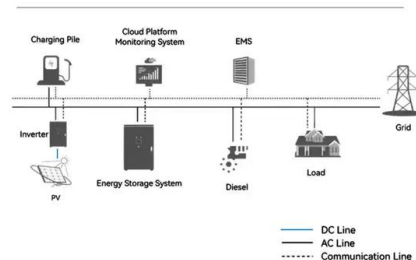 Charging Pile
Cloud Platform
Monitoring System
EMS
Grid
Inverter
PV
Energy Storage System
Diesel
Load
DC Line
AC Line
Communication Line